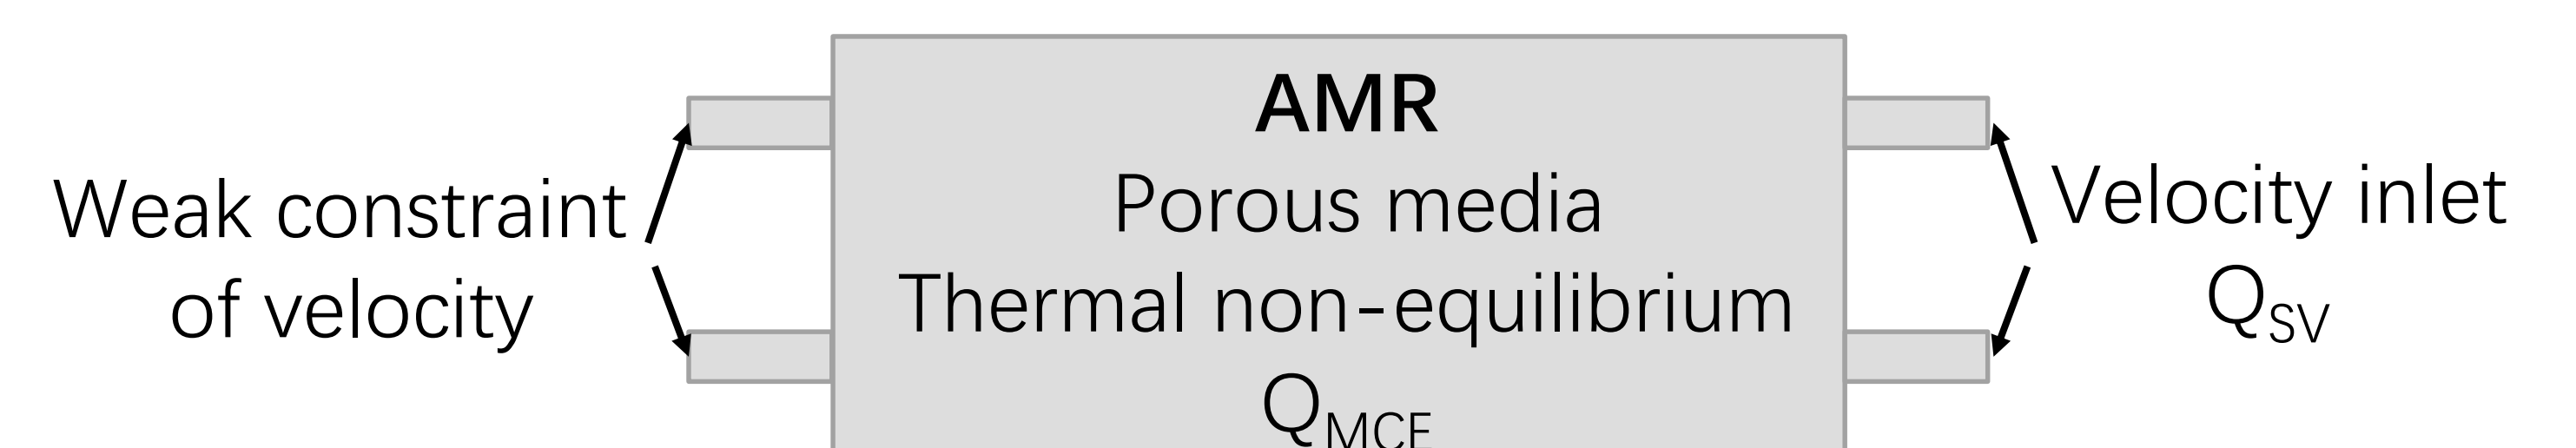 AMR
Porous media
Thermal non-equilibrium
Q_MCE
Weak constraint
of velocity
Velocity inlet
Q_SV